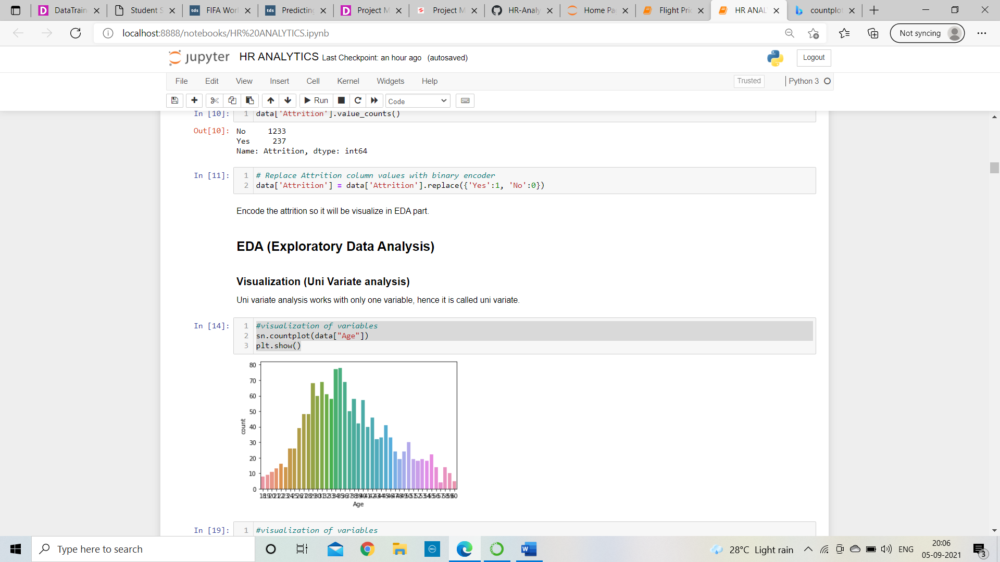 DataTrain
Student S
FIFA Worl
Predicting
Project M
Project M
HR-Analy
Home Pa
Flight Pric
HR ANAL
countplot
localhost:8888/notebooks/HR%20ANALYTICS.ipynb
Not syncing
jupyter HR ANALYTICS Last Checkpoint: an hour ago (autosaved)
Logout
File Edit View Insert Cell Kernel Widgets Help
Trusted
Python 3
Run
Code
In [10]: 1 data['Attrition'].value_counts()
Out[10]: No 1233
Yes 237
Name: Attrition, dtype: int64
In [11]: 1 # Replace Attrition column values with binary encoder
2 data['Attrition'] = data['Attrition'].replace({'Yes':1, 'No':0})
Encode the attrition so it will be visualize in EDA part.
EDA (Exploratory Data Analysis)
Visualization (Uni Variate analysis)
Uni variate analysis works with only one variable, hence it is called uni variate.
In [14]: 1 #visualization of variables
2 sn.countplot(data["Age"])
3 plt.show()
80
70
60
50
40
30
20
10
0
count
Age
In [19]: 1 #visualization of variables
Type here to search
28°C Light rain
ENG
20:06
05-09-2021
3